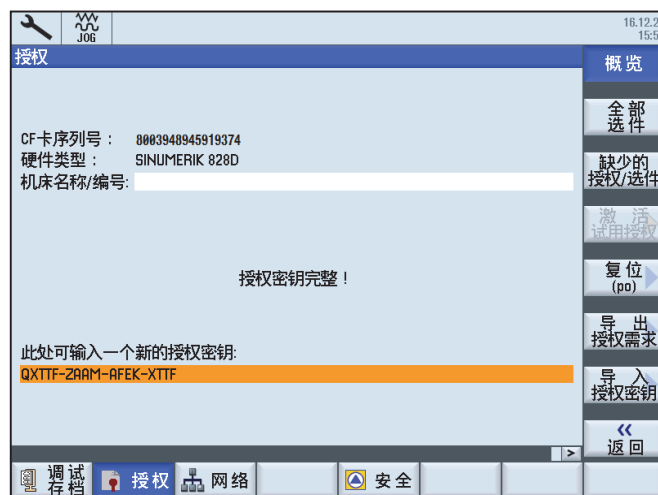 JOG
16.12.2
15:5
授权
概览
全部
选件
CF卡序列号： 8003948945919374
硬件类型： SINUMERIK 828D
机床名称/编号:
缺少的
授权/选件
激活
试用授权
授权密钥完整！
复位
(po)
导出
授权需求
此处可输入一个新的授权密钥:
QXTTF-ZAAM-AFEK-XTTF
导入
授权密钥
<<
返回
>
调试
存档
授权
网络
安全